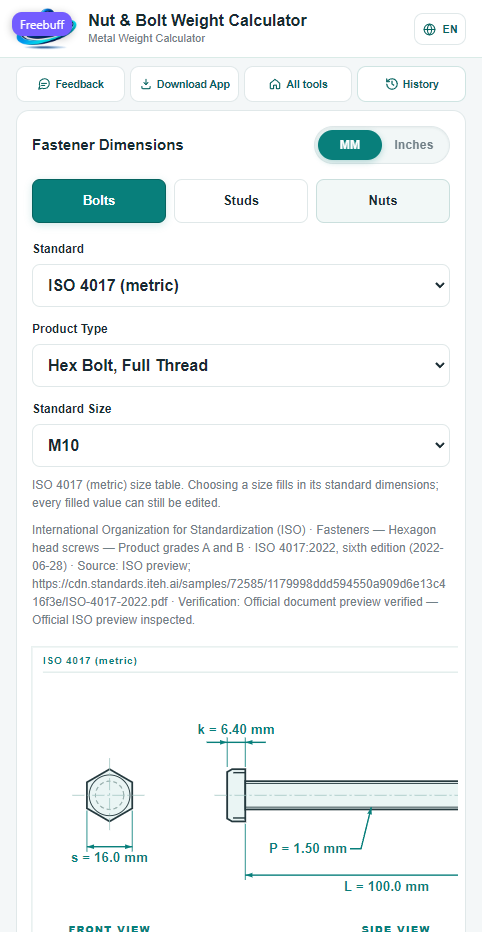 Freebuff
Nut & Bolt Weight Calculator
Metal Weight Calculator
EN
Feedback
Download App
All tools
History
Fastener Dimensions
MM
Inches
Bolts
Studs
Nuts
Standard
ISO 4017 (metric)
Product Type
Hex Bolt, Full Thread
Standard Size
M10
ISO 4017 (metric) size table. Choosing a size fills in its standard dimensions;
every filled value can still be edited.
International Organization for Standardization (ISO) · Fasteners — Hexagon
head screws — Product grades A and B · ISO 4017:2022, sixth edition (2022-
06-28) · Source: ISO preview;
https://cdn.standards.iteh.ai/samples/72585/1179998ddd594550a909d6e13c4
16f3e/ISO-4017-2022.pdf · Verification: Official document preview verified —
Official ISO preview inspected.
ISO 4017 (metric)
k = 6.40 mm
P = 1.50 mm
s = 16.0 mm
L = 100.0 mm
FRONT VIEW
SIDE VIEW